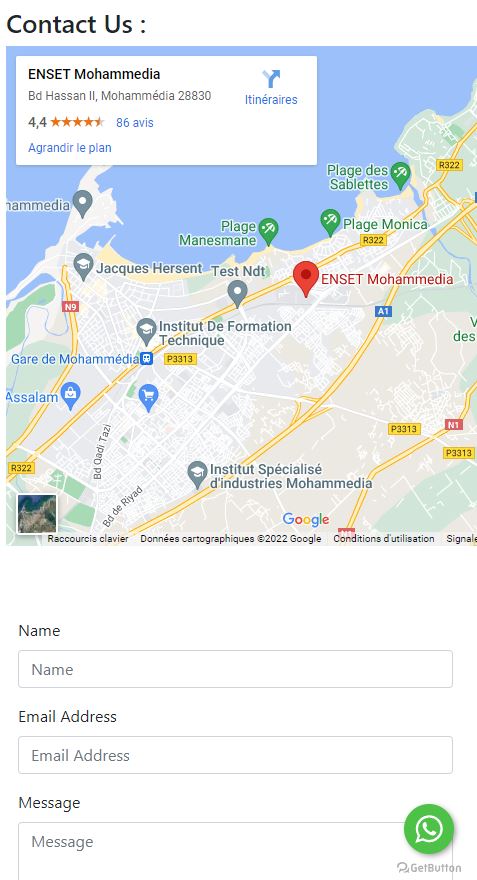 Contact Us :
ENSET Mohammedia
Bd Hassan II, Mohammédia 28830
Itinéraires
4,4
86 avis
Agrandir le plan
R322
Plage des
Sablettes
hammedia
Plage
Manesmane
Plage Monica
R322
Jacques Hersent
Test Ndt
ENSET Mohammedia
N9
A1
Institut De Formation
Technique
V
des
Gare de Mohammédia
P3313
Assalam
P3313
N1
Bd Qadi Tazi
P3313
R322
Institut Spécialisé
d'industries Mohammedia
Bd de Riyad
Google
Raccourcis clavier
Données cartographiques ©2022 Google
Conditions d'utilisation
Signale
Name
Name
Email Address
Email Address
Message
Message
GetButton